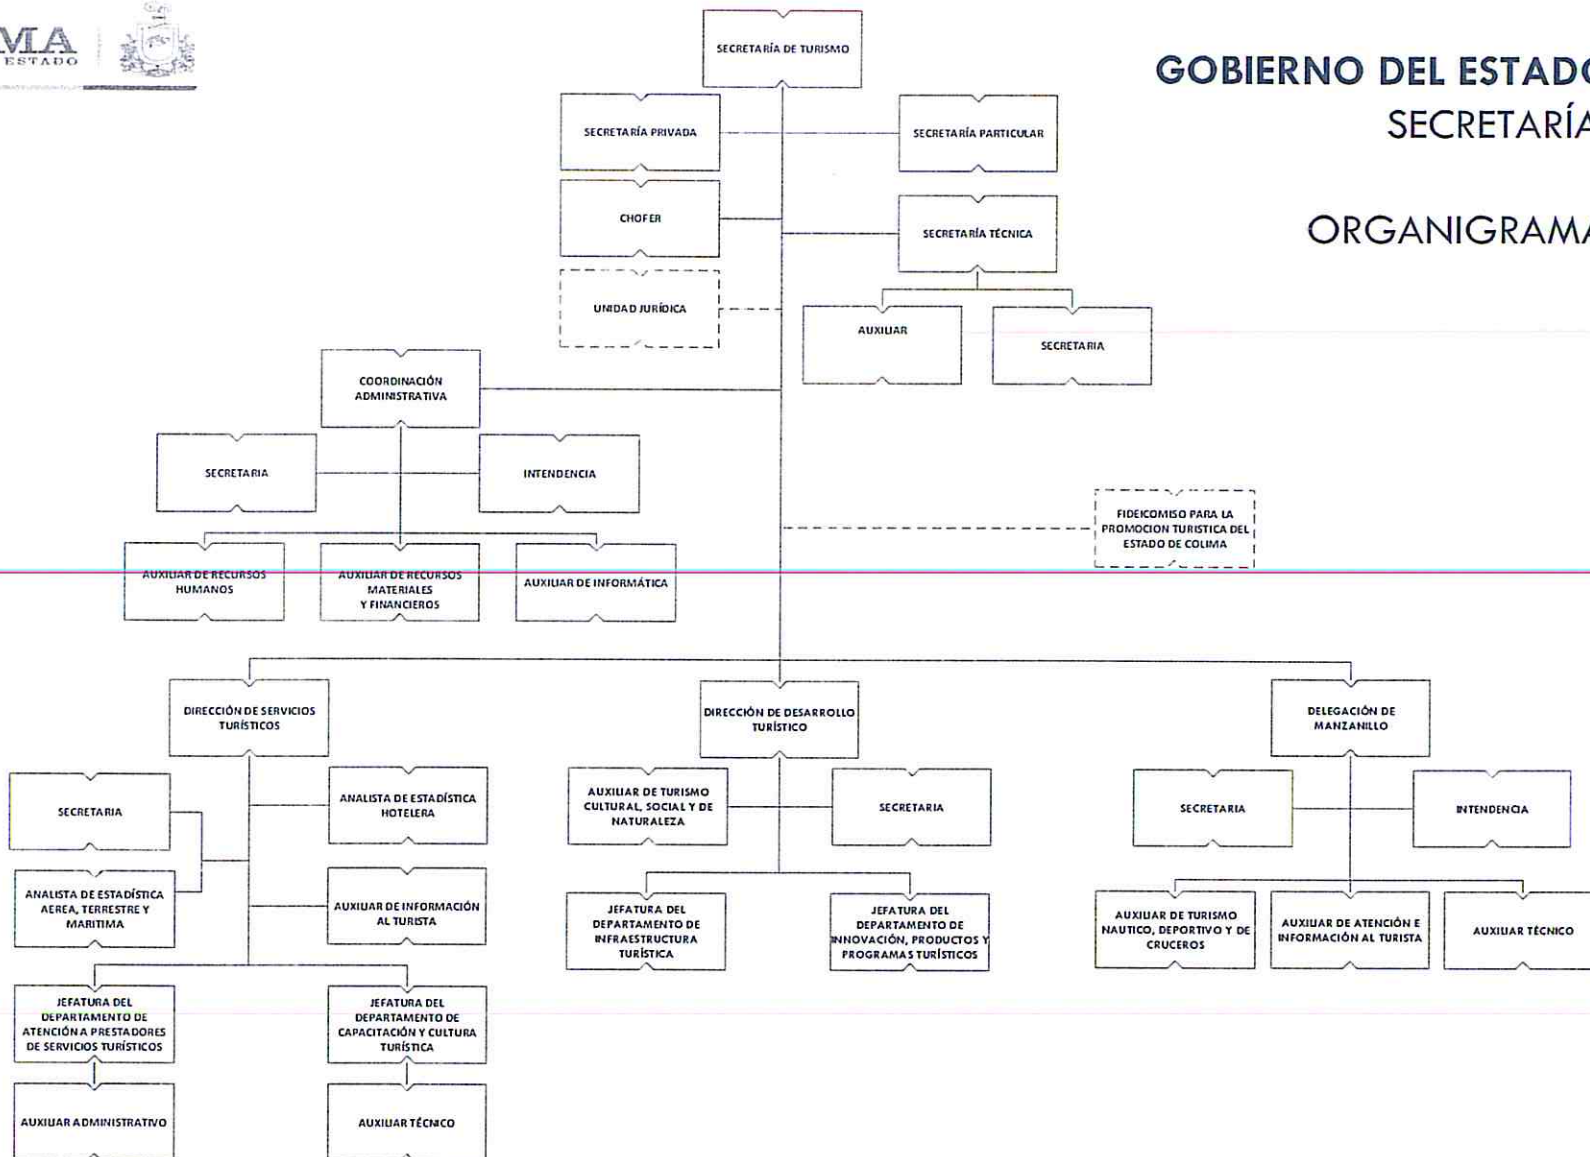 MA
ESTADO
GOBIERNO DEL ESTADO
SECRETARÍA
ORGANIGRAMA
SECRETARÍA DE TURISMO
SECRETARÍA PRIVADA
SECRETARÍA PARTICULAR
CHOFER
SECRETARÍA TÉCNICA
UNIDAD JURÍDICA
AUXILIAR
SECRETARIA
COORDINACIÓN
ADMINISTRATIVA
SECRETARIA
INTENDENCIA
FIDEICOMISO PARA LA
PROMOCION TURISTICA DEL
ESTADO DE COLIMA
AUXILIAR DE RECURSOS
HUMANOS
AUXILIAR DE RECURSOS
MATERIALES
Y FINANCIEROS
AUXILIAR DE INFORMÁTICA
DIRECCIÓN DE SERVICIOS
TURÍSTICOS
DIRECCIÓN DE DESARROLLO
TURÍSTICO
DELEGACIÓN DE
MANZANILLO
SECRETARIA
ANALISTA DE ESTADÍSTICA
HOTELERA
AUXILIAR DE TURISMO
CULTURAL, SOCIAL Y DE
NATURALEZA
SECRETARIA
SECRETARIA
INTENDENCIA
ANALISTA DE ESTADÍSTICA
AEREA, TERRESTRE Y
MARITIMA
AUXILIAR DE INFORMACIÓN
AL TURISTA
JEFATURA DEL
DEPARTAMENTO DE
INFRAESTRUCTURA
TURÍSTICA
JEFATURA DEL
DEPARTAMENTO DE
INNOVACIÓN, PRODUCTOS Y
PROGRAMAS TURÍSTICOS
AUXILIAR DE TURISMO
NAUTICO, DEPORTIVO Y DE
CRUCEROS
AUXILIAR DE ATENCIÓN E
INFORMACIÓN AL TURISTA
AUXILIAR TÉCNICO
JEFATURA DEL
DEPARTAMENTO DE
ATENCIÓN A PRESTADORES
DE SERVICIOS TURÍSTICOS
JEFATURA DEL
DEPARTAMENTO DE
CAPACITACIÓN Y CULTURA
TURÍSTICA
AUXILIAR ADMINISTRATIVO
AUXILIAR TÉCNICO